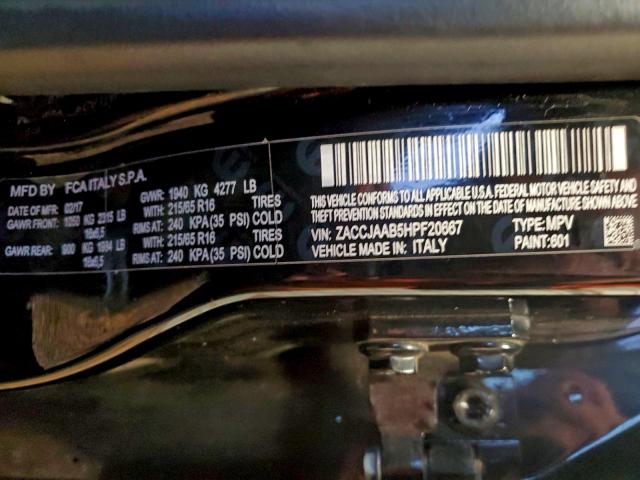 MFD BY FCA ITALY S.P.A.
DATE OF MFR 02/17 GVWR: 1940 KG 4277 LB
GAWR FRONT: 1050 KG 2315 LB WITH 215/65 R16 TIRES
16x6.5 RIMS AT: 240 KPA (35 PSI) COLD
GAWR REAR: 900 KG 1984 LB WITH 215/65 R16 TIRES
16x6.5 RIMS AT: 240 KPA (35 PSI) COLD
THIS VEHICLE CONFORMS TO ALL APPLICABLE U.S.A. FEDERAL MOTOR VEHICLE SAFETY
AND THEFT PREVENTION STANDARDS IN EFFECT ON THE DATE OF MANUFACTURE SHOWN ABOVE.
VIN: ZACCJAAB5HPF20667 TYPE: MPV
VEHICLE MADE IN: ITALY PAINT:601